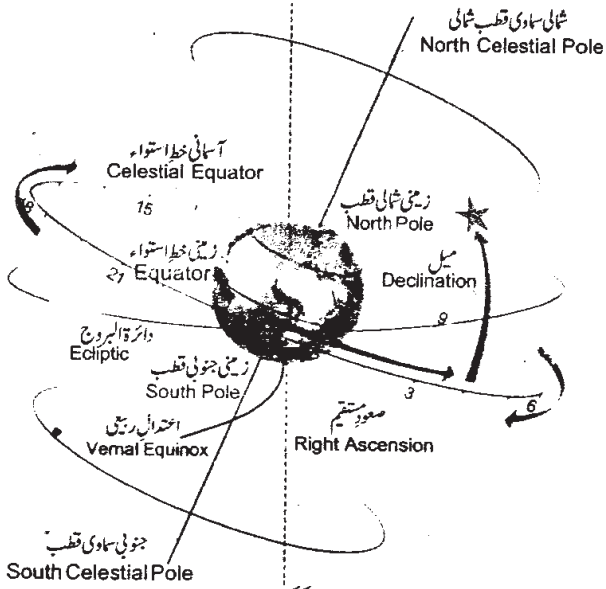 شمالی سماوی قطب شمالی
North Celestial Pole
آسمانی خطِ استواء
Celestial Equator
18
15
زمینی شمالی قطب
North Pole
زمینی خطِ استواء
21 Equator
میل
Declination
9
دائرۃ البروج
Ecliptic
زمینی جنوبی قطب
South Pole
3
6
اعتدالِ ربیعی
Vernal Equinox
صعودِ مستقیم
Right Ascension
جنوبی سماوی قطب
South Celestial Pole